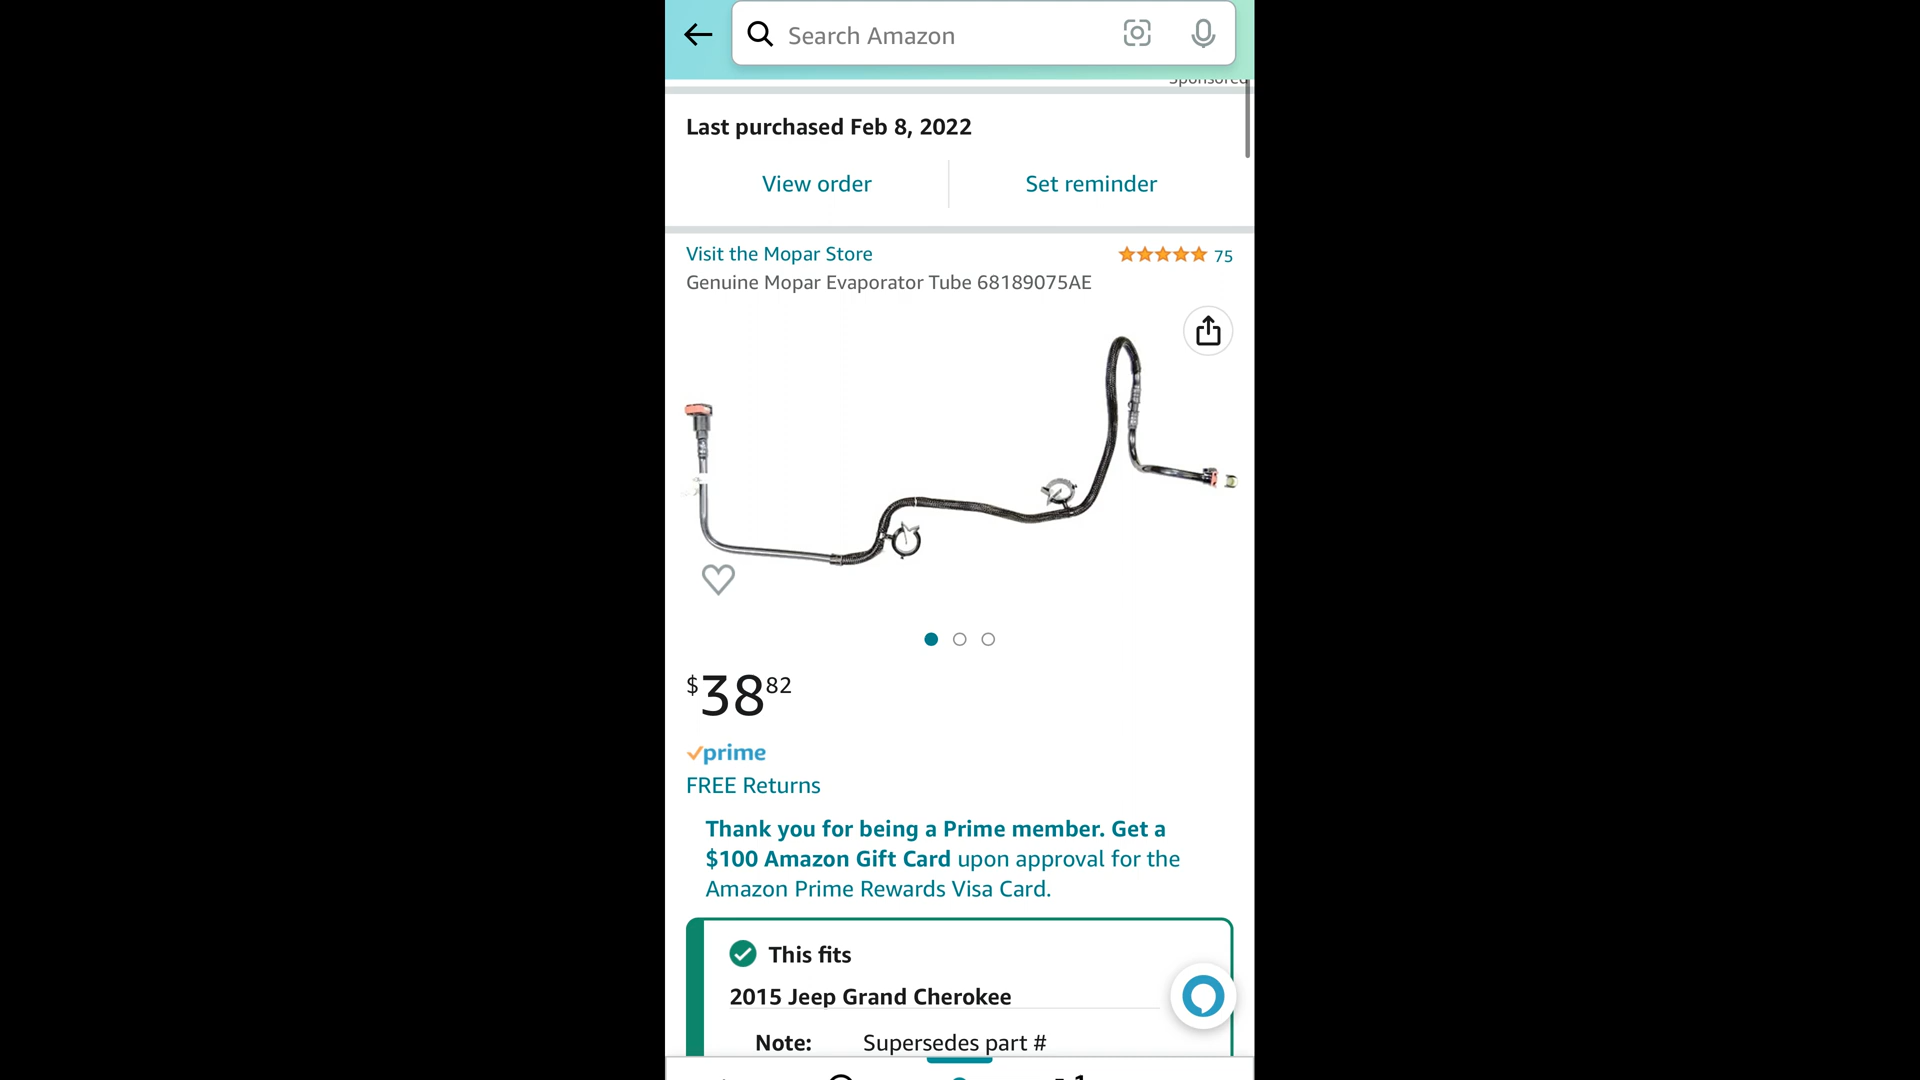 Search Amazon
Sponsored
Last purchased Feb 8, 2022
View order
Set reminder
Visit the Mopar Store
75
Genuine Mopar Evaporator Tube 68189075AE
$38 82
prime
FREE Returns
Thank you for being a Prime member. Get a
$100 Amazon Gift Card upon approval for the
Amazon Prime Rewards Visa Card.
This fits
2015 Jeep Grand Cherokee
Note: Supersedes part #
1